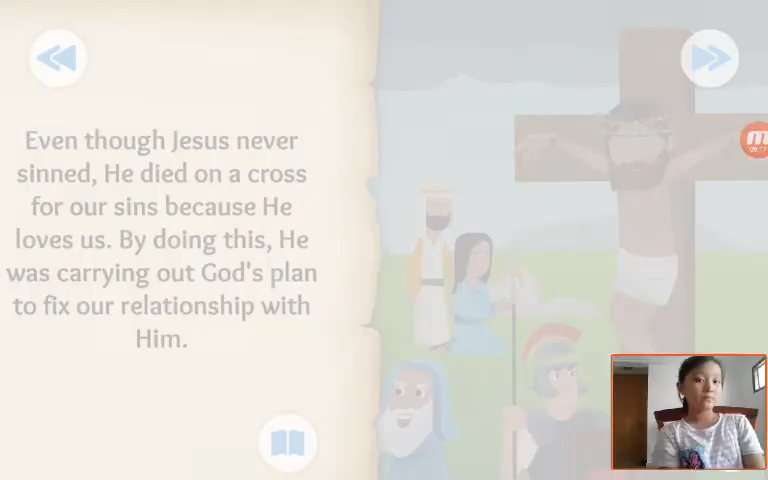 Even though Jesus never
sinned, He died on a cross
for our sins because He
loves us. By doing this, He
was carrying out God's plan
to fix our relationship with
Him.